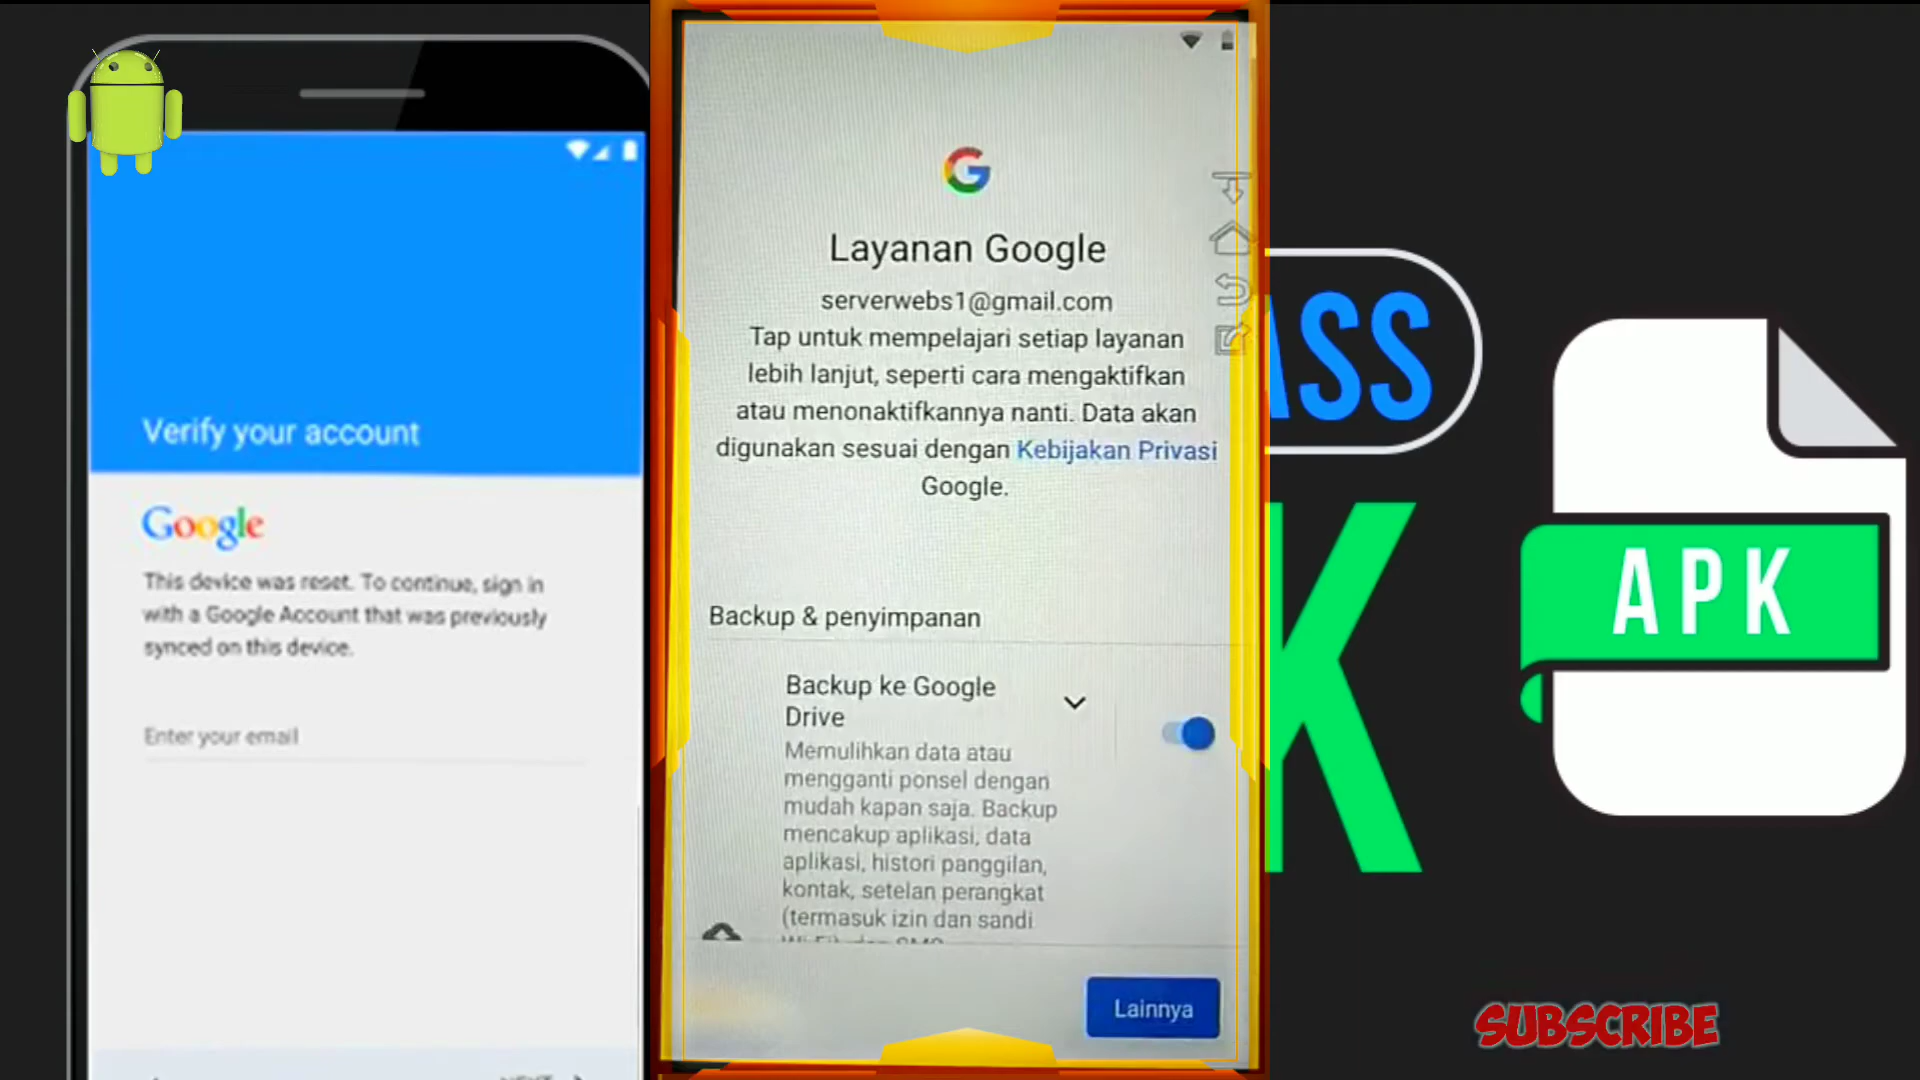 Verify your account
Google
This device was reset. To continue, sign in
with a Google Account that was previously
synced on this device.
Enter your email
Layanan Google
serverwebs1@gmail.com
Tap untuk mempelajari setiap layanan
lebih lanjut, seperti cara mengaktifkan
atau menonaktifkannya nanti. Data akan
digunakan sesuai dengan Kebijakan Privasi
Google.
Backup & penyimpanan
Backup ke Google
Drive
Memulihkan data atau
mengganti ponsel dengan
mudah kapan saja. Backup
mencakup aplikasi, data
aplikasi, histori panggilan,
kontak, setelan perangkat
(termasuk izin dan sandi
Lainnya
ASS
K
APK
SUBSCRIBE